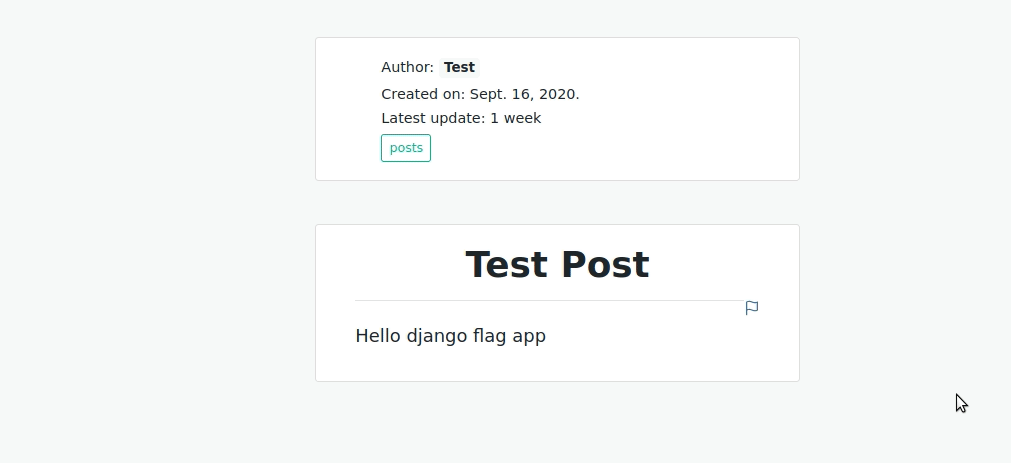 Author: Test
Created on: Sept. 16, 2020.
Latest update: 1 week
posts
Test Post
Hello django flag app